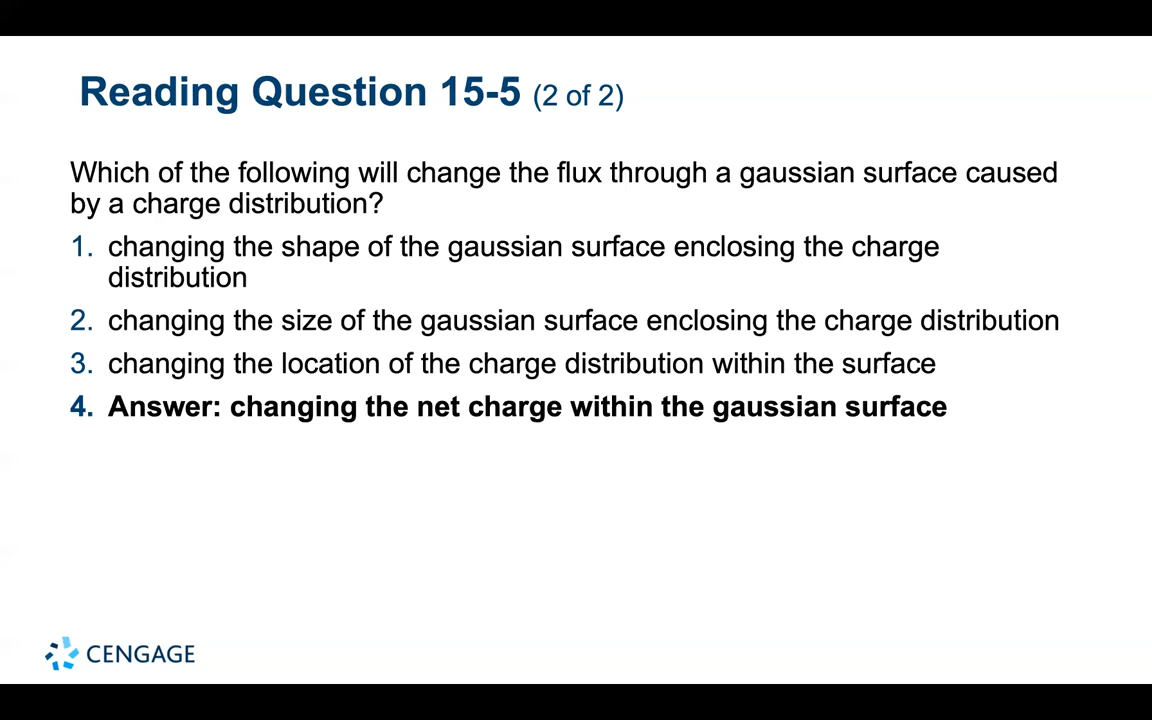 Reading Question 15-5 (2 of 2)
Which of the following will change the flux through a gaussian surface caused
by a charge distribution?
1. changing the shape of the gaussian surface enclosing the charge
distribution
2. changing the size of the gaussian surface enclosing the charge distribution
3. changing the location of the charge distribution within the surface
4. Answer: changing the net charge within the gaussian surface
CENGAGE